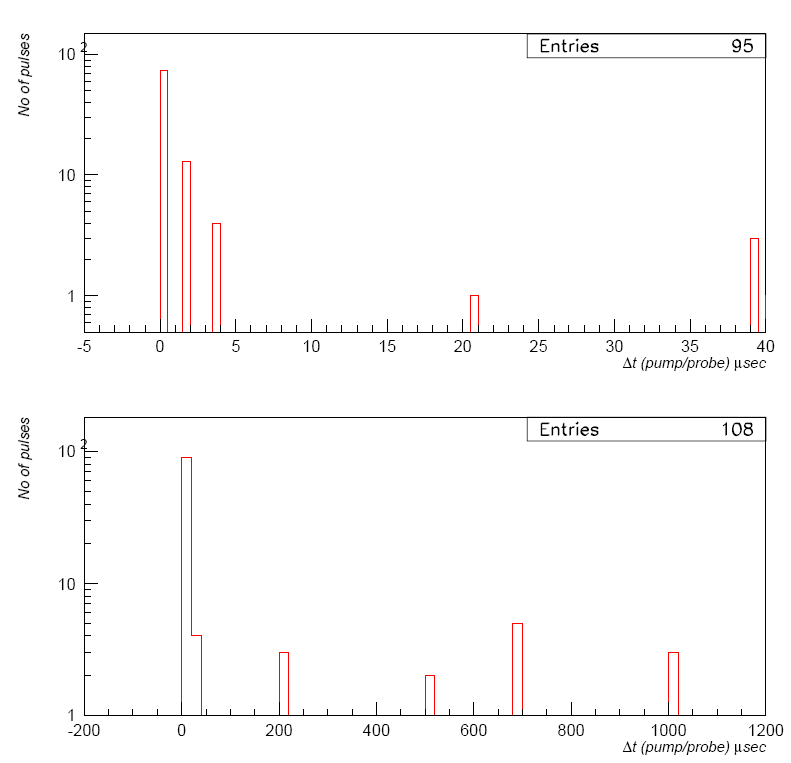 No of pulses
Entries 95
10 2
10
1
-5 0 5 10 15 20 25 30 35 40
Δt (pump/probe) μsec
No of pulses
Entries 108
10 2
10
1
-200 0 200 400 600 800 1000 1200
Δt (pump/probe) μsec